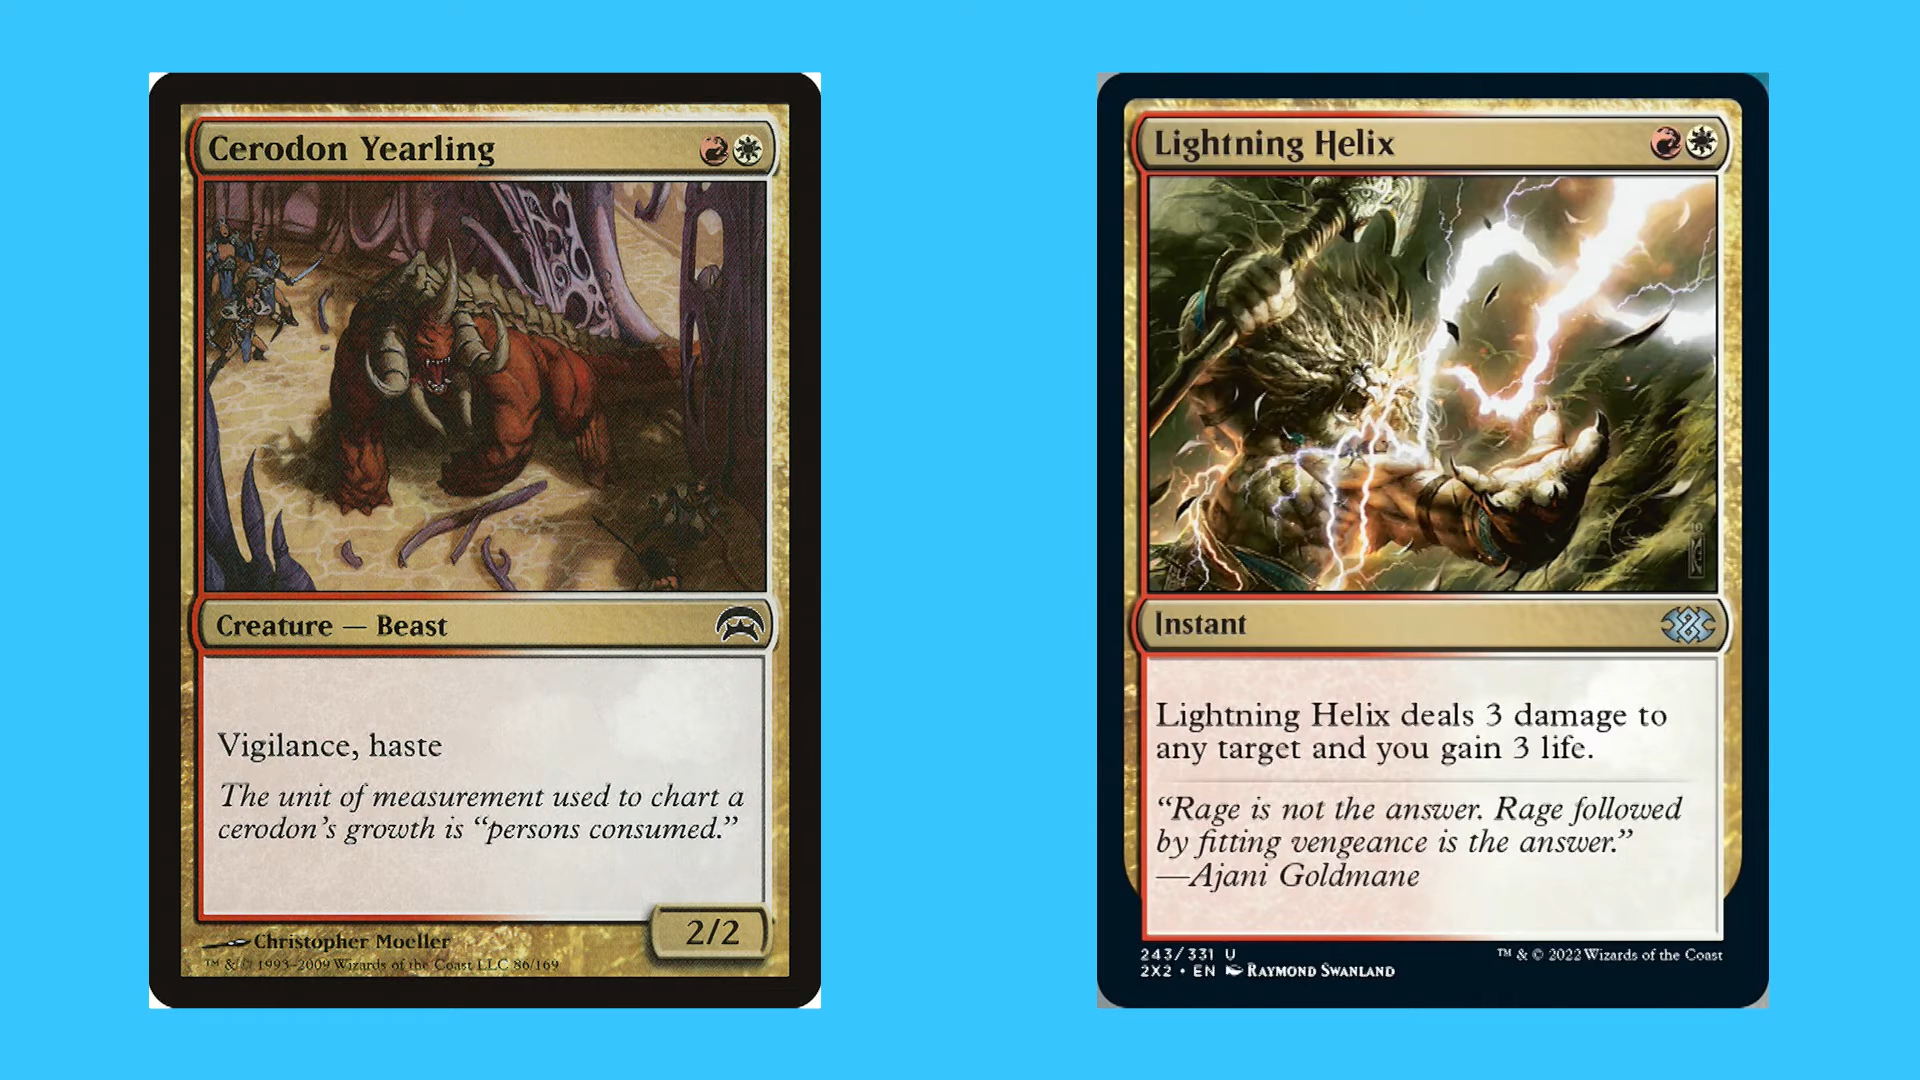 Cerodon Yearling
Creature — Beast
Vigilance, haste
The unit of measurement used to chart a
cerodon's growth is “persons consumed.”
2/2
Christopher Moeller
™ & © 1993–2009 Wizards of the Coast LLC 86/169
Lightning Helix
Instant
Lightning Helix deals 3 damage to
any target and you gain 3 life.
“Rage is not the answer. Rage followed
by fitting vengeance is the answer.”
—Ajani Goldmane
243/331 U
™ & © 2022 Wizards of the Coast
2X2 • EN Raymond Swanland